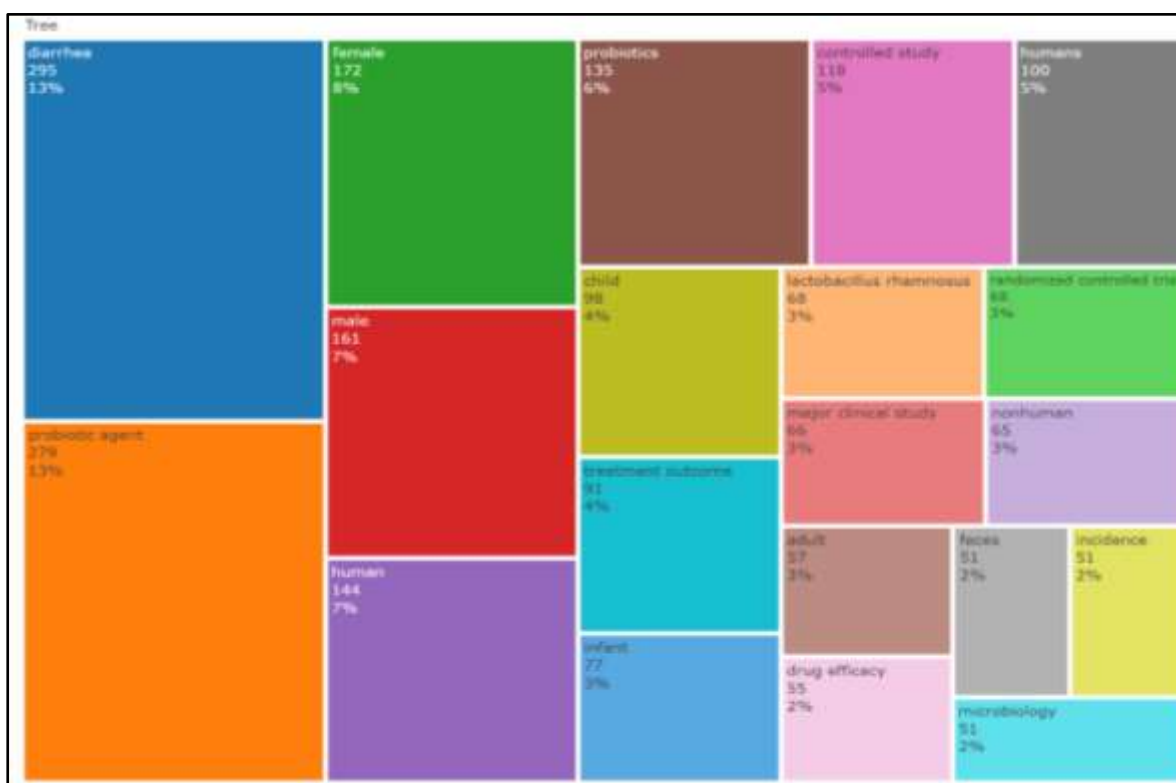 Tree
diarrhea
295
13%
female
172
8%
probiotics
135
6%
controlled study
118
5%
humans
100
5%
probiotic agent
279
13%
male
161
7%
human
144
7%
child
98
4%
treatment outcome
91
4%
infant
77
3%
lactobacillus rhamnosus
68
3%
randomized controlled tria
68
3%
major clinical study
66
3%
nonhuman
65
3%
adult
57
3%
feces
51
2%
incidence
51
2%
drug efficacy
55
2%
microbiology
51
2%